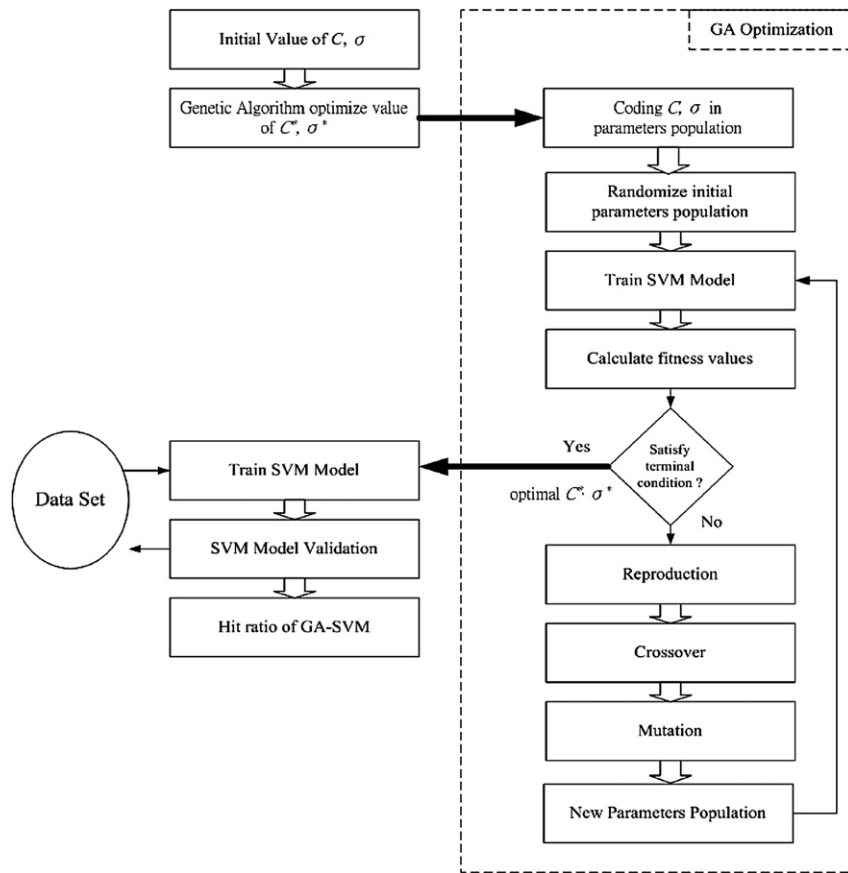 Initial Value of C, σ
Genetic Algorithm optimize value
of C*, σ*
GA Optimization
Coding C, σ in
parameters population
Randomize initial
parameters population
Train SVM Model
Calculate fitness values
Satisfy
terminal
condition ?
Yes
optimal C*, σ*
No
Reproduction
Crossover
Mutation
New Parameters Population
Data Set
Train SVM Model
SVM Model Validation
Hit ratio of GA-SVM